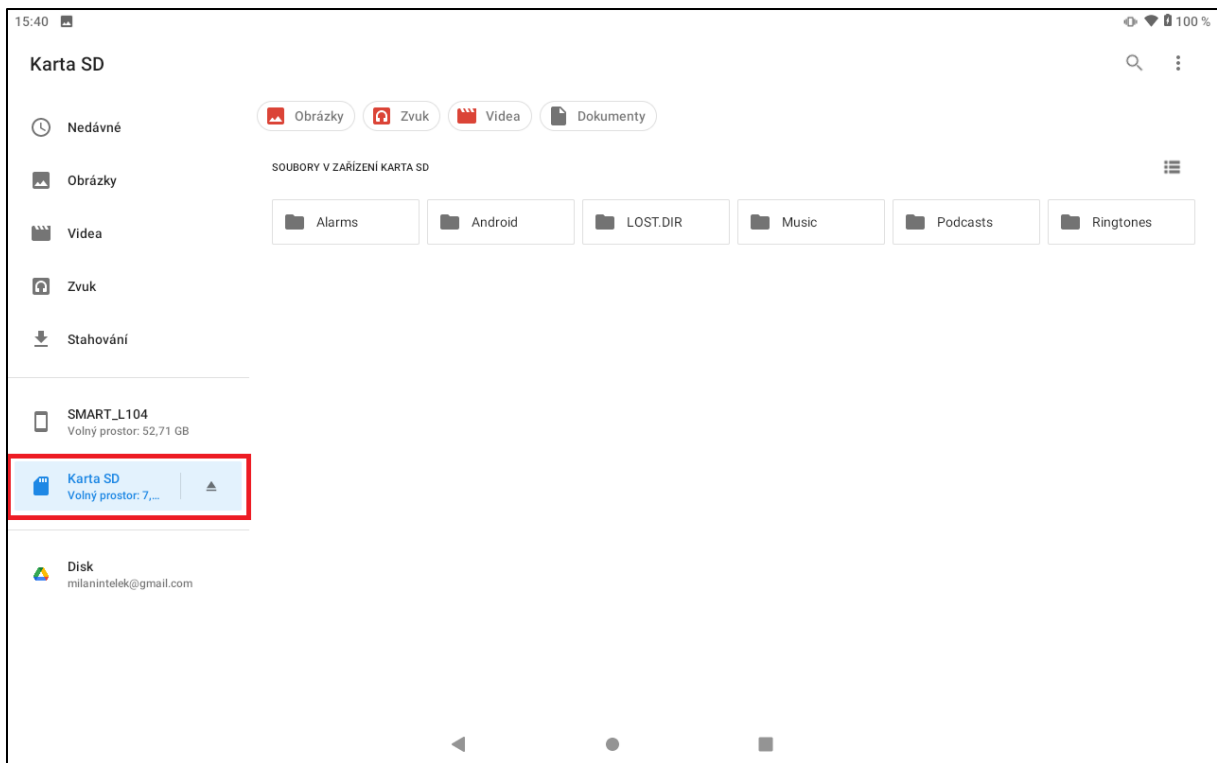 15:40
100 %
Karta SD
Nedávné
Obrázky
Videa
Zvuk
Stahování
SMART_L104
Volný prostor: 52,71 GB
Karta SD
Volný prostor: 7,...
Disk
milanintelek@gmail.com
Obrázky Zvuk Videa Dokumenty
SOUBORY V ZAŘÍZENÍ KARTA SD
Alarms Android LOST.DIR Music Podcasts Ringtones